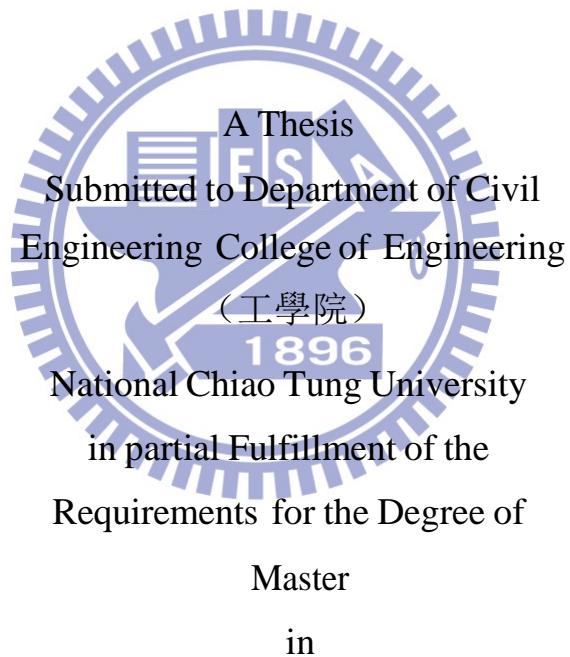 A Thesis
E S A
Submitted to Department of Civil
Engineering College of Engineering
（工學院）
1896
National Chiao Tung University
in partial Fulfillment of the
Requirements for the Degree of
Master
in